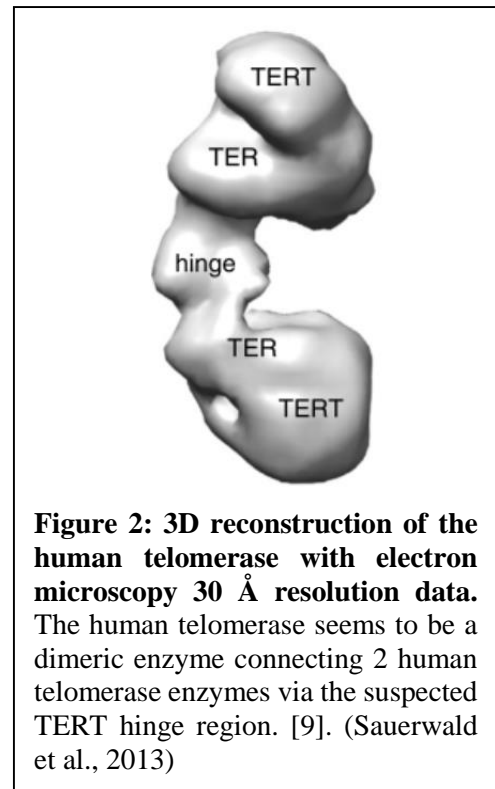 TERT
TER
hinge
TER
TERT
Figure 2: 3D reconstruction of the
human telomerase with electron
microscopy 30 Å resolution data.
The human telomerase seems to be a
dimeric enzyme connecting 2 human
telomerase enzymes via the suspected
TERT hinge region. [9]. (Sauerwald
et al., 2013)